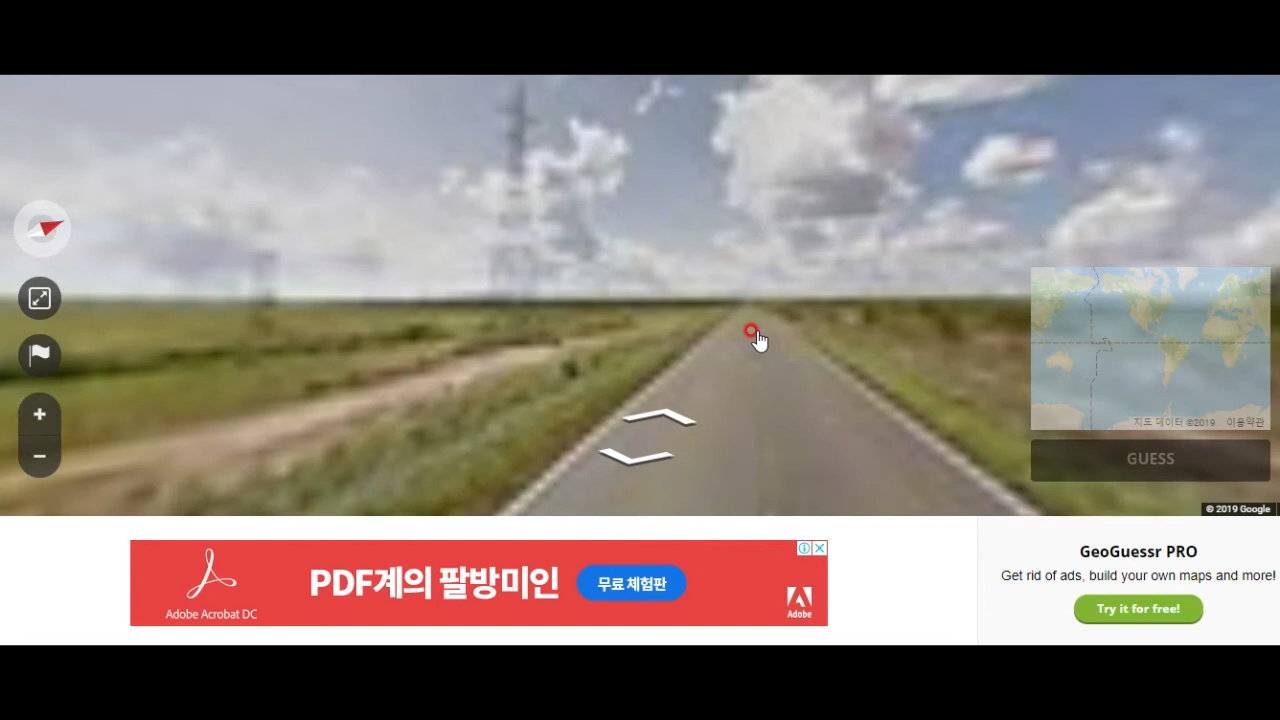 지도 데이터 ©2019 이용약관
GUESS
© 2019 Google
Adobe Acrobat DC
PDF계의 팔방미인
무료 체험판
Adobe
GeoGuessr PRO
Get rid of ads, build your own maps and more!
Try it for free!